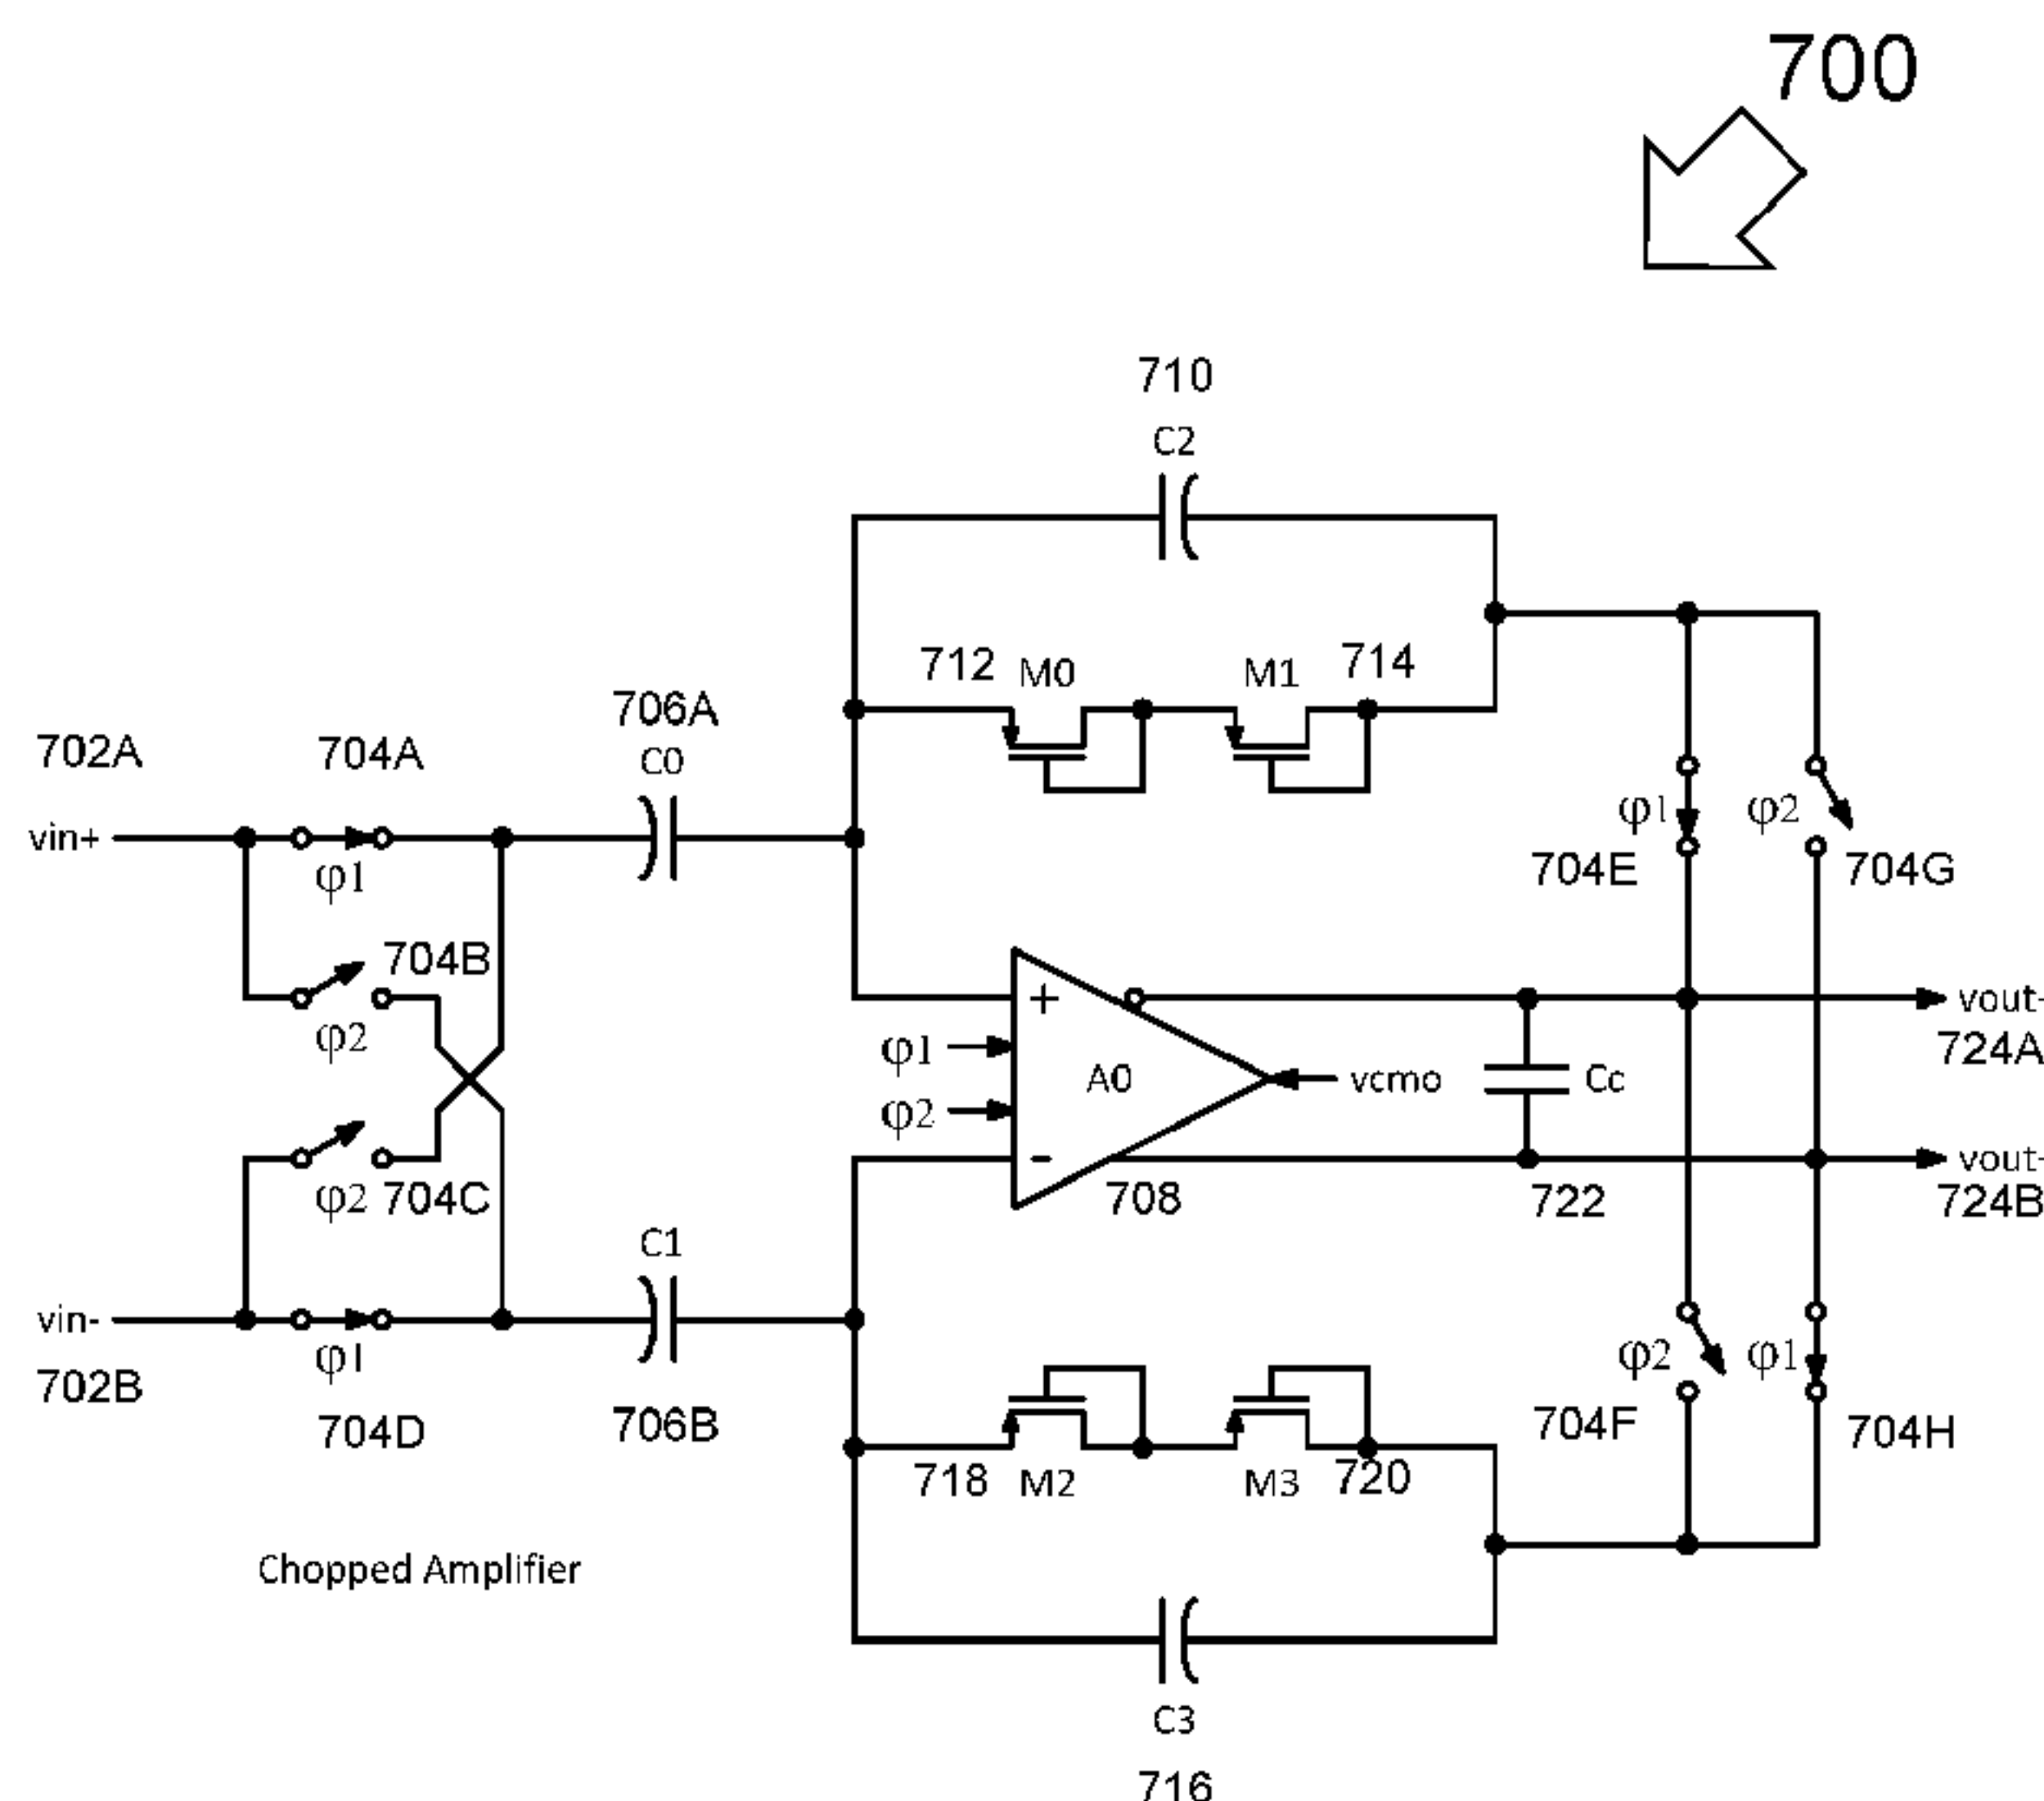 700
710
C2
712 M0 M1 714
706A
C0
702A 704A
vin+
φ1
φ1 φ2
704E 704G
704B
φ2
+
φ1
A0
vcmo
Cc
vout-
724A
φ2
-
708
722
vout-
724B
φ2 704C
C1
vin-
φ1
702B
704D
706B
φ2 φ1
704F 704H
718 M2 M3 720
Chopped Amplifier
C3
716